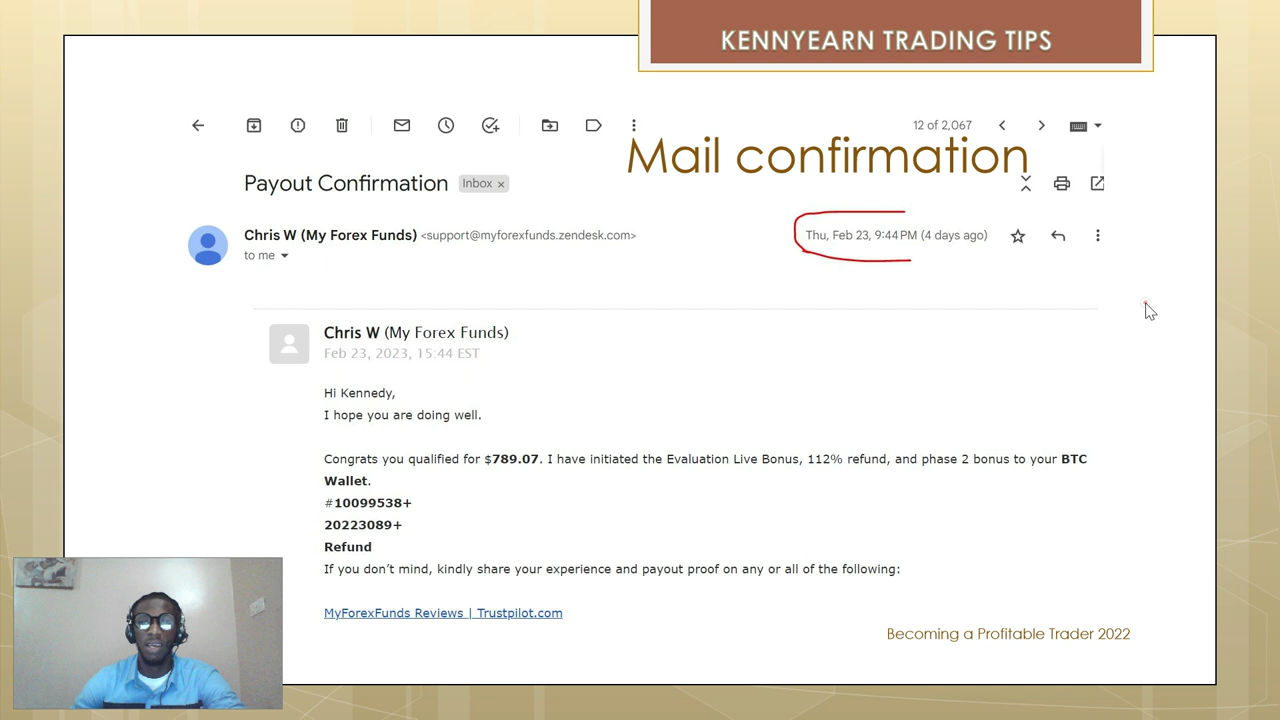 KENNYEARN TRADING TIPS
12 of 2,067
Mail confirmation
Payout Confirmation Inbox ×
Chris W (My Forex Funds) <support@myforexfunds.zendesk.com> Thu, Feb 23, 9:44 PM (4 days ago)
to me
Chris W (My Forex Funds)
Feb 23, 2023, 15:44 EST
Hi Kennedy,
I hope you are doing well.
Congrats you qualified for $789.07. I have initiated the Evaluation Live Bonus, 112% refund, and phase 2 bonus to your BTC
Wallet.
#10099538+
20223089+
Refund
If you don’t mind, kindly share your experience and payout proof on any or all of the following:
MyForexFunds Reviews | Trustpilot.com
Becoming a Profitable Trader 2022